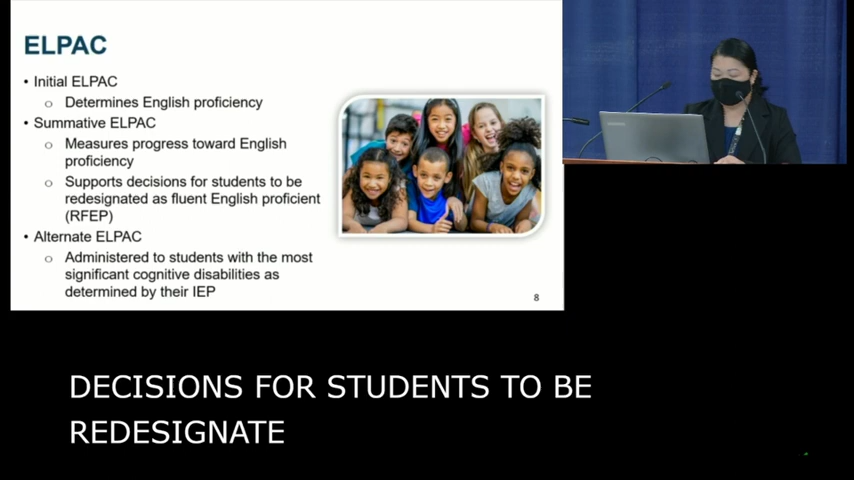 ELPAC
• Initial ELPAC
o Determines English proficiency
• Summative ELPAC
o Measures progress toward English
proficiency
o Supports decisions for students to be
redesignated as fluent English proficient
(RFEP)
• Alternate ELPAC
o Administered to students with the most
significant cognitive disabilities as
determined by their IEP
8
DECISIONS FOR STUDENTS TO BE
REDESIGNATE